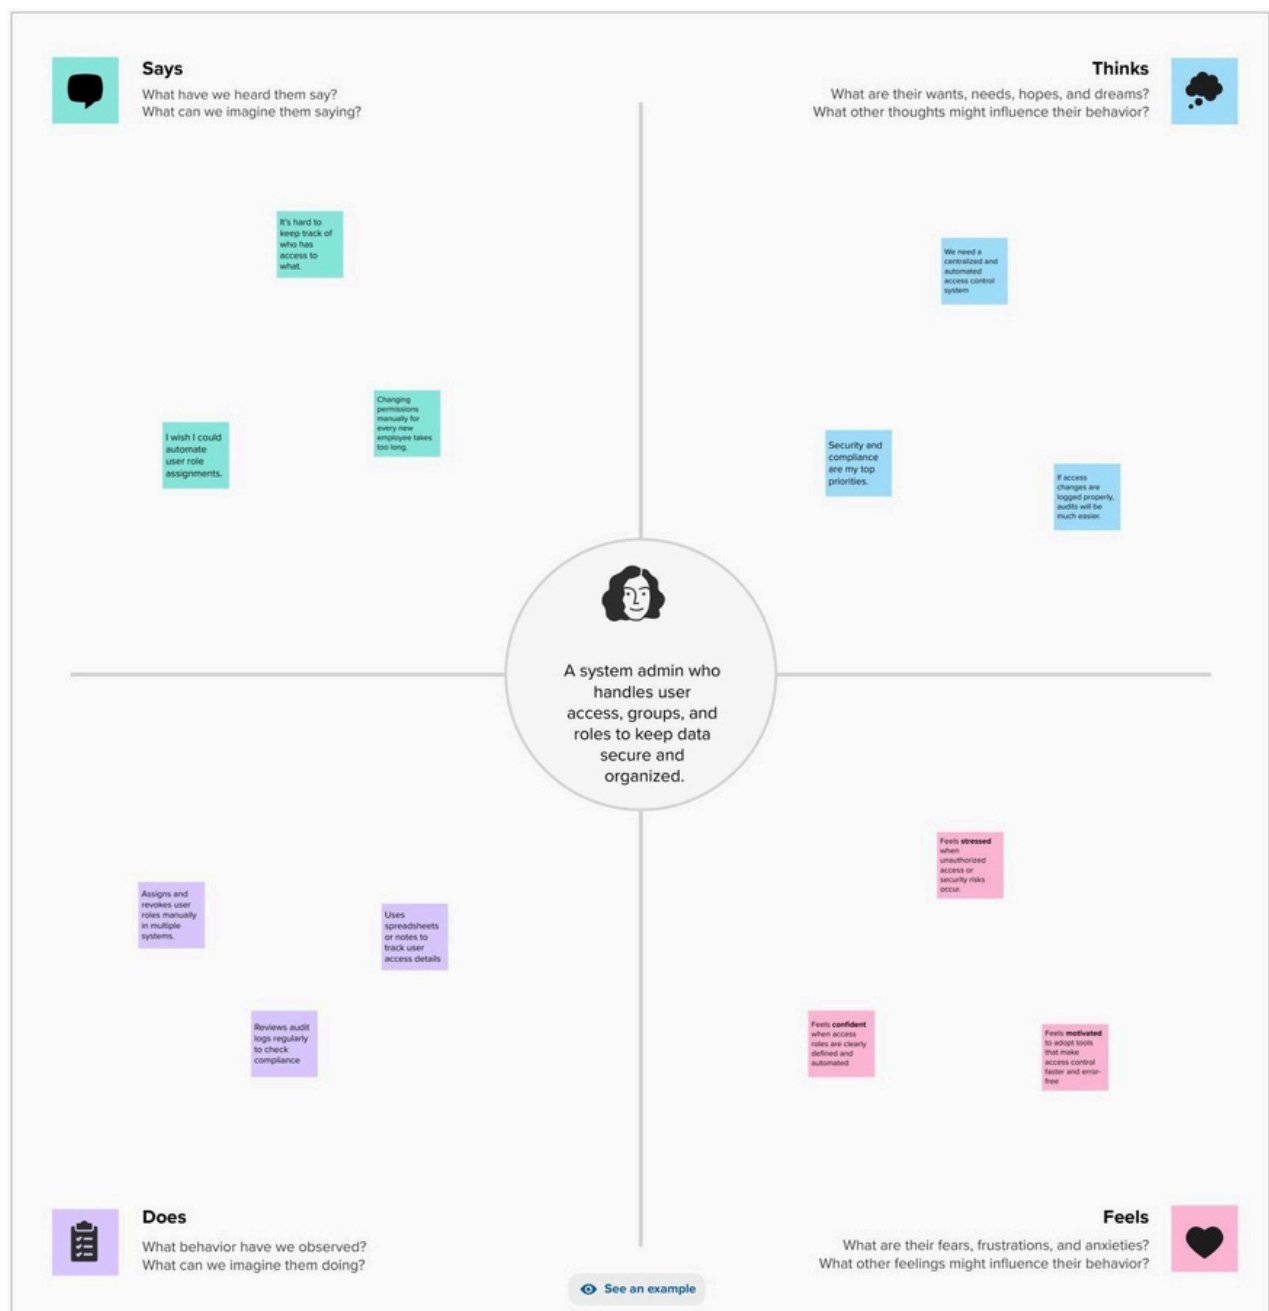 Says
What have we heard them say?
What can we imagine them saying?
Thinks
What are their wants, needs, hopes, and dreams?
What other thoughts might influence their behavior?
It's hard to
keep track of
who has
access to
what.
We need a
centralized and
automated
access control
system
I wish I could
automate
user role
assignments.
Changing
permissions
manually for
every new
employee takes
too long.
Security and
compliance
are my top
priorities.
If access
changes are
logged properly,
audits will be
much easier.
A system admin who
handles user
access, groups, and
roles to keep data
secure and
organized.
Assigns and
revokes user
roles manually
in multiple
systems.
Uses
spreadsheets
or notes to
track user
access details
Reviews audit
logs regularly
to check
compliance
Feels stressed
when
unauthorized
access or
security risks
occur.
Feels confident
when access
roles are clearly
defined and
automated
Feels motivated
to adopt tools
that make
access control
faster and error-
free
Does
What behavior have we observed?
What can we imagine them doing?
Feels
What are their fears, frustrations, and anxieties?
What other feelings might influence their behavior?
See an example